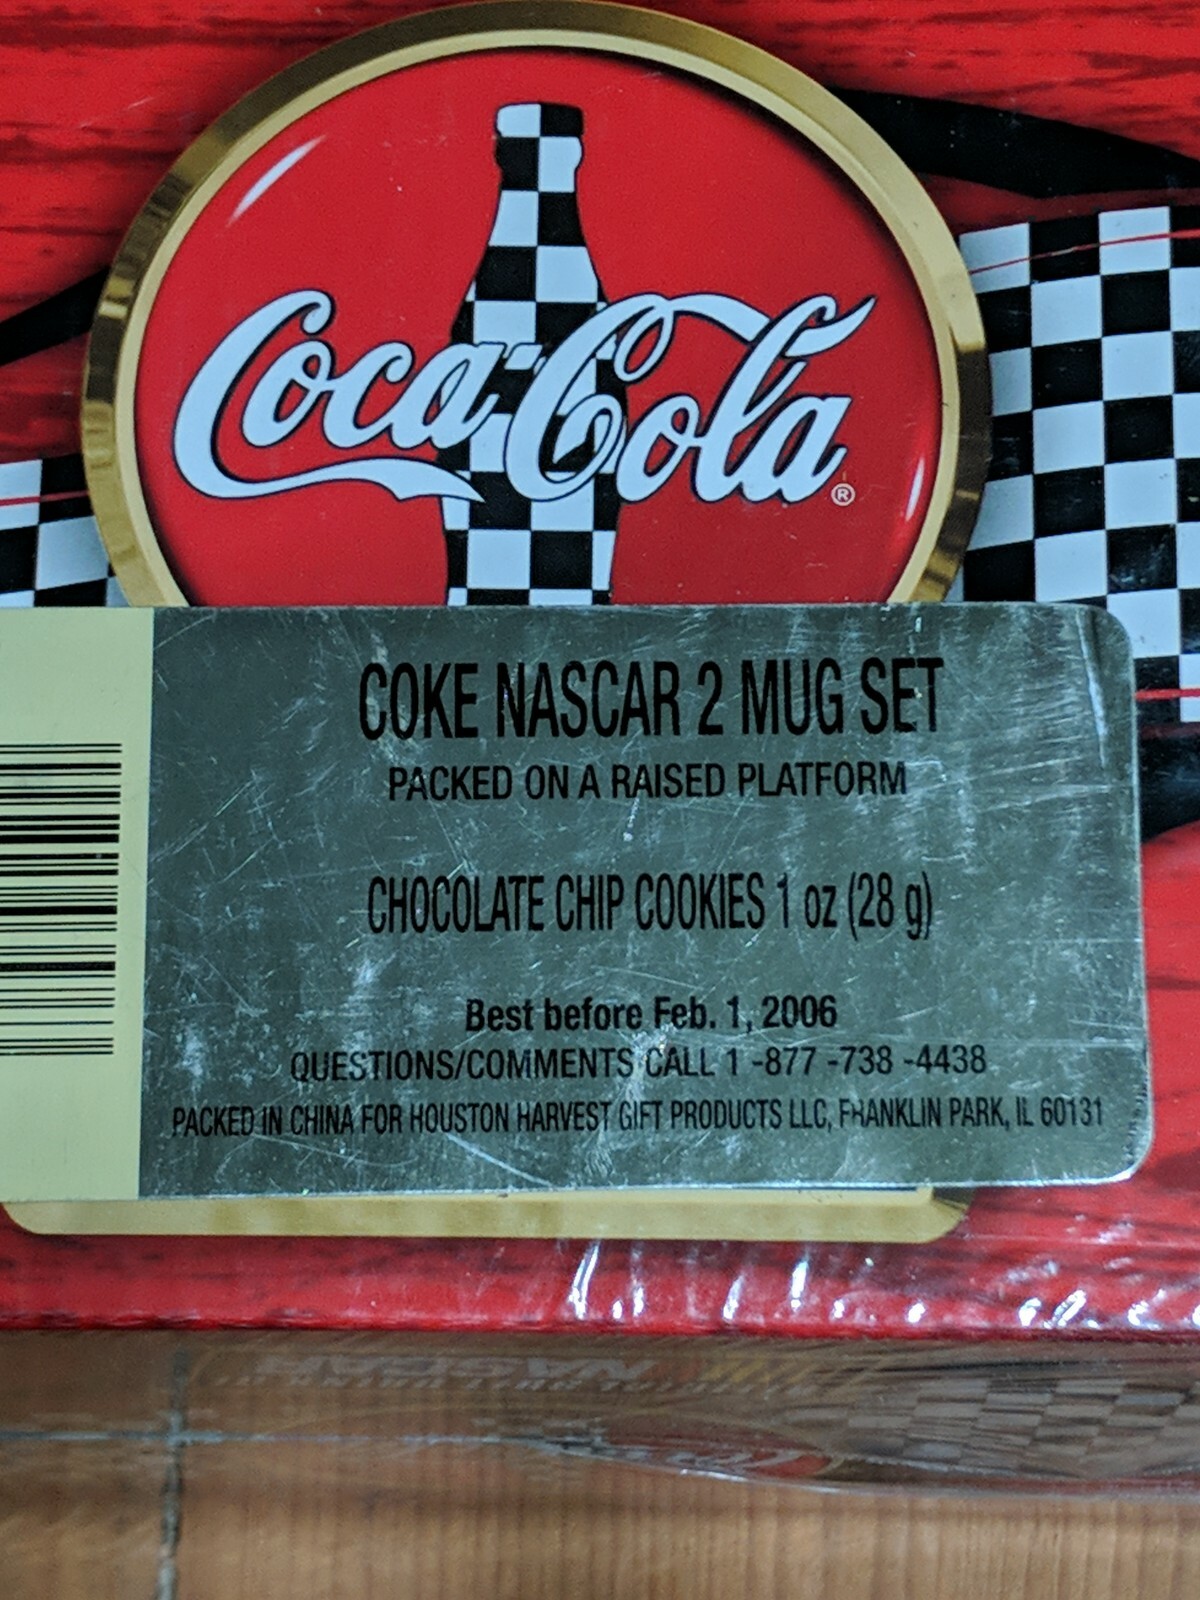 Coca-Cola®
COKE NASCAR 2 MUG SET
PACKED ON A RAISED PLATFORM
CHOCOLATE CHIP COOKIES 1 oz (28 g)
Best before Feb. 1, 2006
QUESTIONS/COMMENTS CALL 1 -877 -738 -4438
PACKED IN CHINA FOR HOUSTON HARVEST GIFT PRODUCTS LLC, FRANKLIN PARK, IL 60131
NASCAR